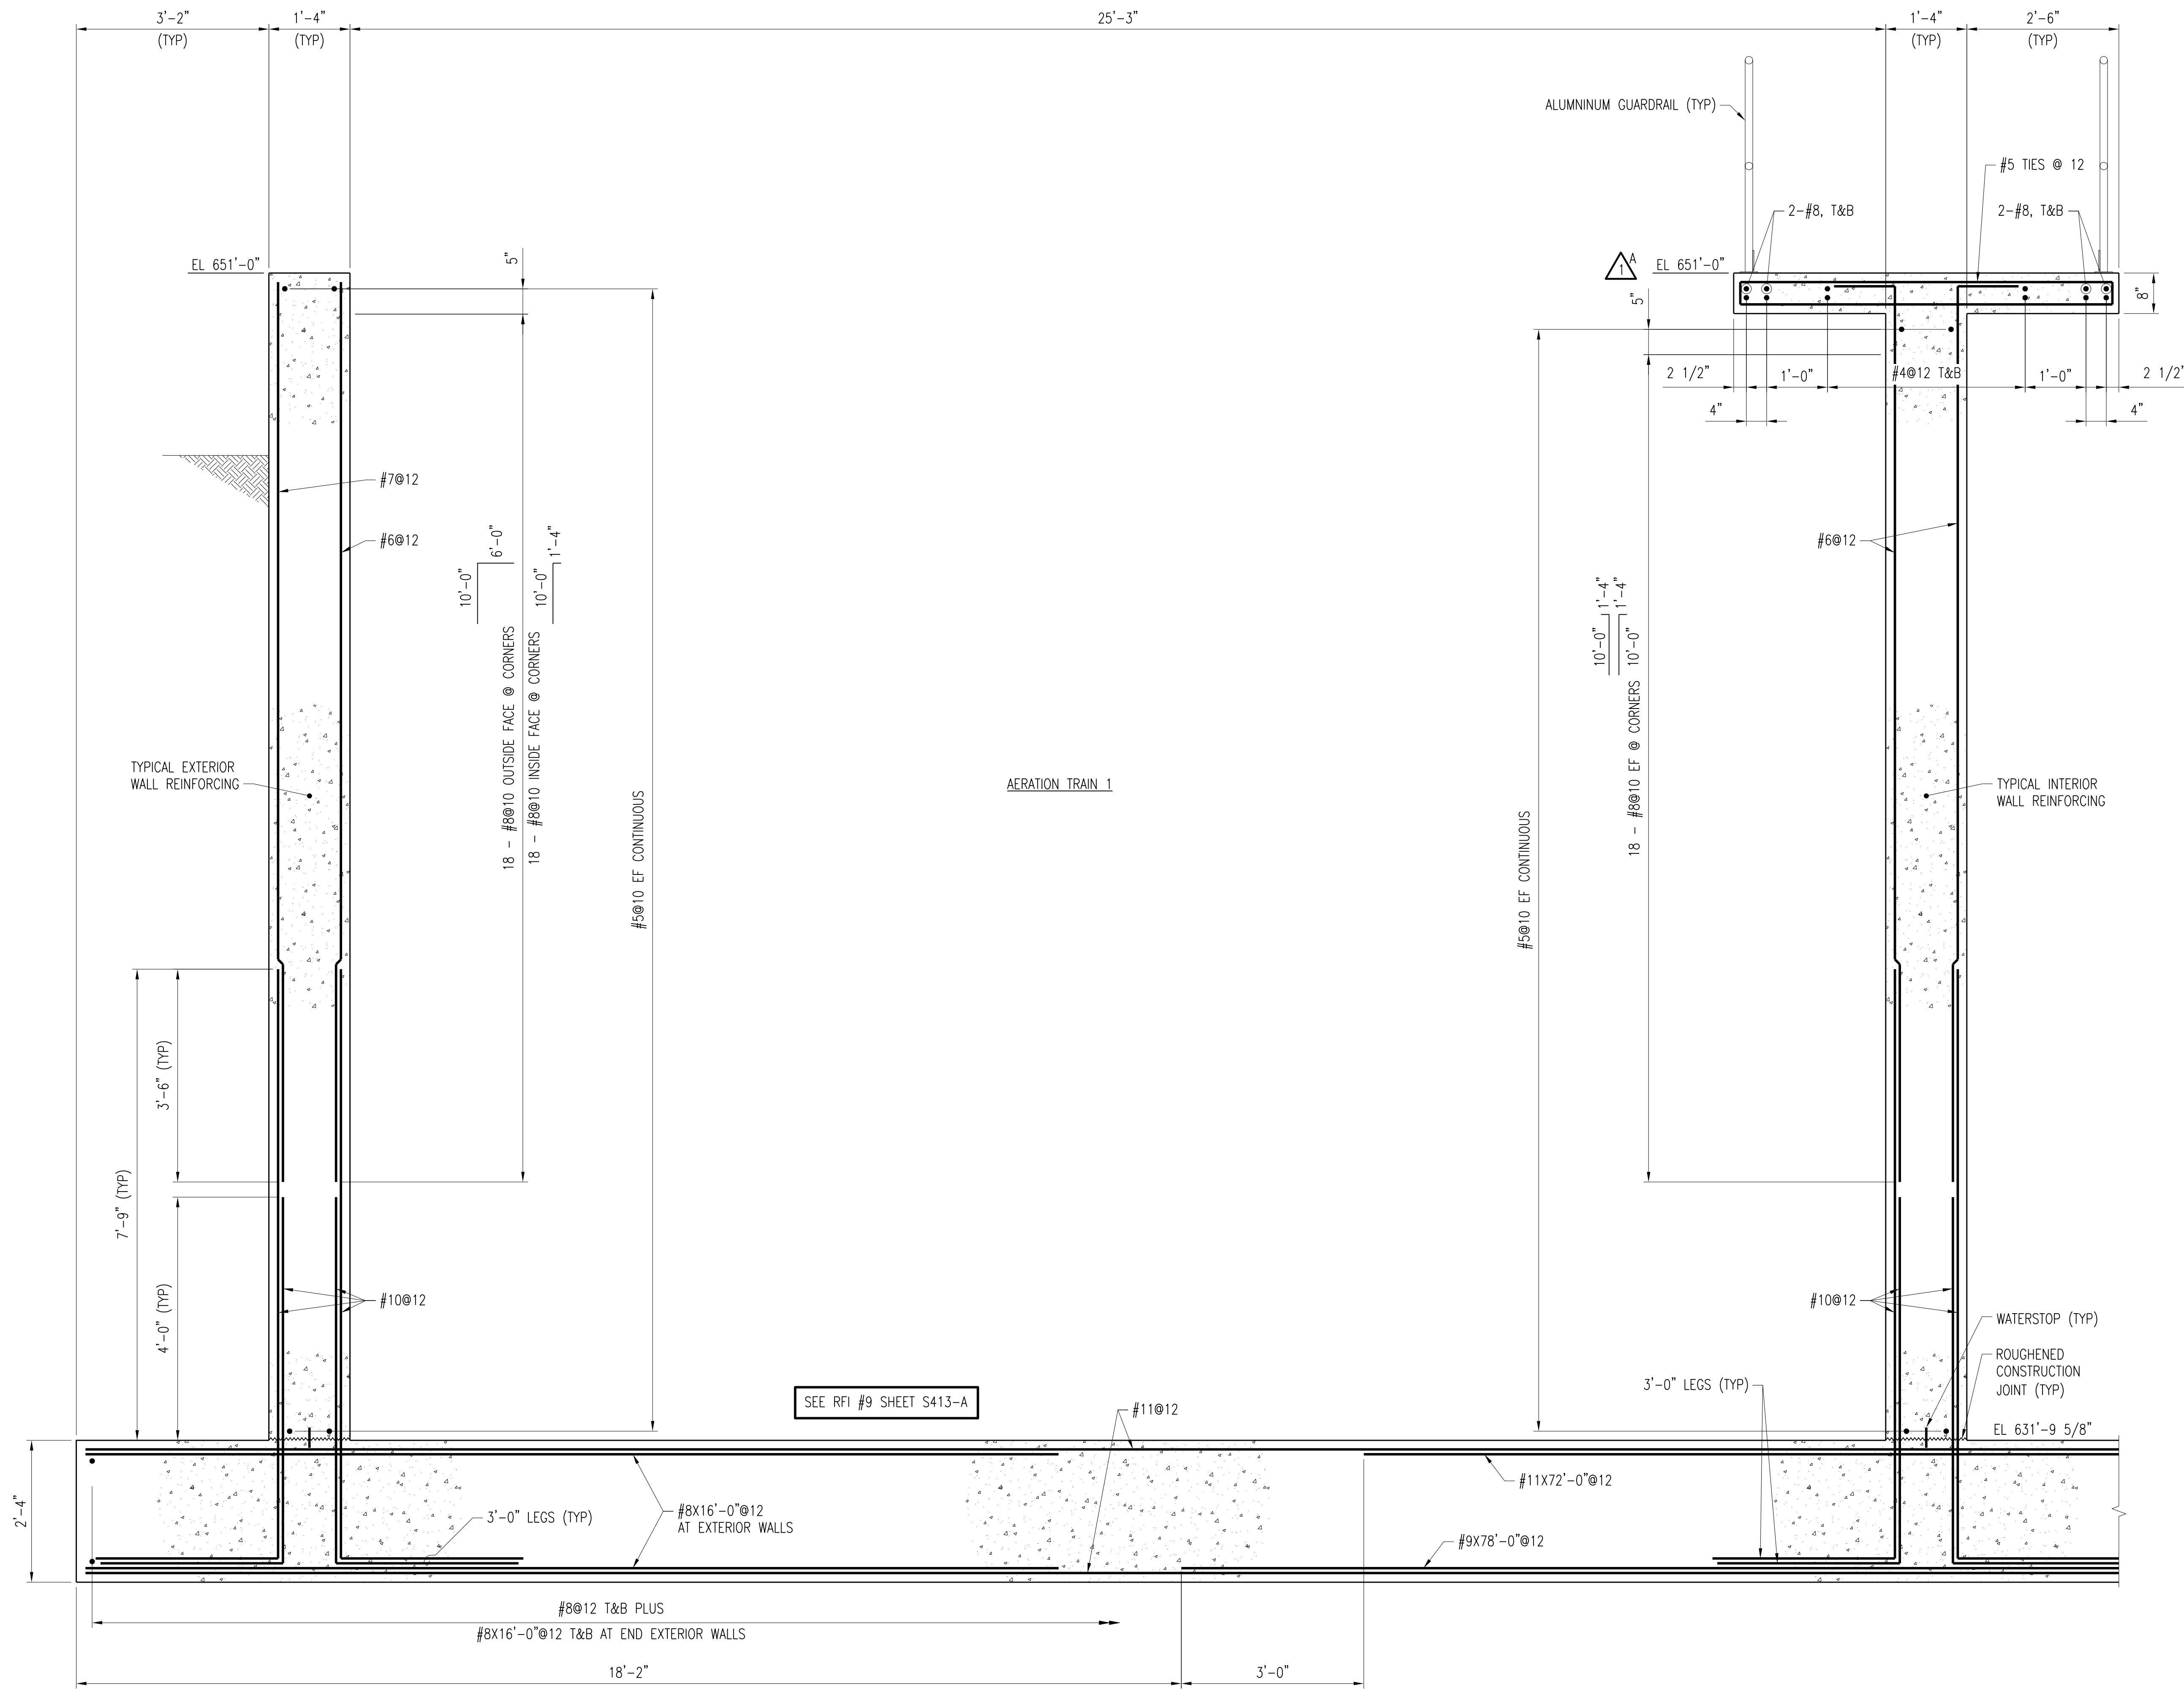 3'-2"
(TYP)
1'-4"
(TYP)
25'-3"
1'-4"
(TYP)
2'-6"
(TYP)
ALUMNINUM GUARDRAIL (TYP)
#5 TIES @ 12
2-#8, T&B
2-#8, T&B
EL 651'-0"
5"
1
A
EL 651'-0"
5"
8"
2 1/2"
1'-0"
#4@12 T&B
1'-0"
2 1/2"
4"
4"
#7@12
#6@12
10'-0"
6'-0"
10'-0"
1'-4"
18 - #8@10 OUTSIDE FACE @ CORNERS
18 - #8@10 INSIDE FACE @ CORNERS
#5@10 EF CONTINUOUS
#6@12
10'-0"
1'-4"
1'-4"
10'-0"
18 - #8@10 EF @ CORNERS
#5@10 EF CONTINUOUS
TYPICAL EXTERIOR
WALL REINFORCING
AERATION TRAIN 1
TYPICAL INTERIOR
WALL REINFORCING
3'-6" (TYP)
7'-9" (TYP)
4'-0" (TYP)
#10@12
#10@12
WATERSTOP (TYP)
ROUGHENED
CONSTRUCTION
JOINT (TYP)
3'-0" LEGS (TYP)
SEE RFI #9 SHEET S413-A
#11@12
EL 631'-9 5/8"
2'-4"
3'-0" LEGS (TYP)
#8X16'-0"@12
AT EXTERIOR WALLS
#11X72'-0"@12
#9X78'-0"@12
#8@12 T&B PLUS
#8X16'-0"@12 T&B AT END EXTERIOR WALLS
18'-2"
3'-0"